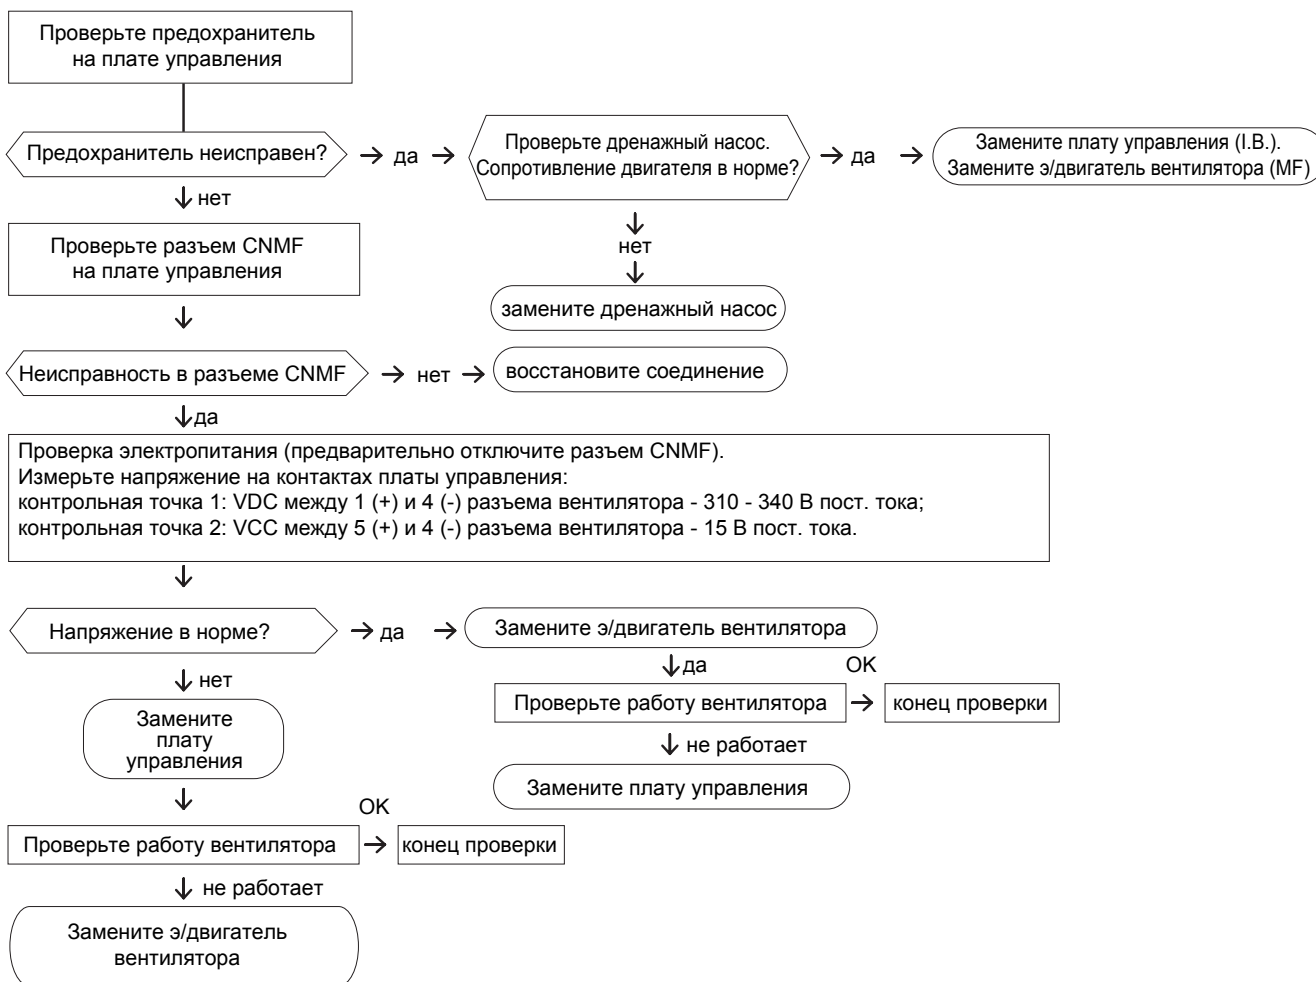 Проверьте предохранитель
на плате управления
Предохранитель неисправен?
да
Проверьте дренажный насос.
Сопротивление двигателя в норме?
да
Замените плату управления (I.B.).
Замените э/двигатель вентилятора (MF)
нет
Проверьте разъем CNMF
на плате управления
нет
замените дренажный насос
Неисправность в разъеме CNMF
нет
восстановите соединение
да
Проверка электропитания (предварительно отключите разъем CNMF).
Измерьте напряжение на контактах платы управления:
контрольная точка 1: VDC между 1 (+) и 4 (-) разъема вентилятора - 310 - 340 В пост. тока;
контрольная точка 2: VCC между 5 (+) и 4 (-) разъема вентилятора - 15 В пост. тока.
Напряжение в норме?
да
Замените э/двигатель вентилятора
да
OK
Проверьте работу вентилятора
конец проверки
не работает
Замените плату управления
нет
Замените
плату
управления
OK
Проверьте работу вентилятора
конец проверки
не работает
Замените э/двигатель
вентилятора